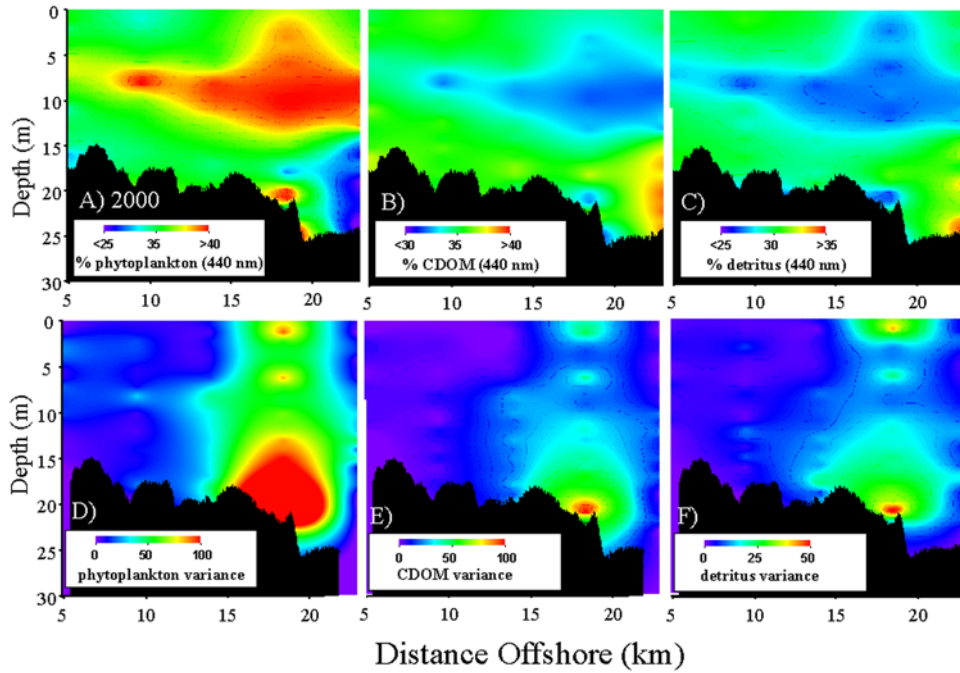 0
5
10
15
20
25
30
Depth (m)
A) 2000
<25 35 >40
% phytoplankton (440 nm)
5 10 15 20
B)
<30 35 >40
% CDOM (440 nm)
5 10 15 20
C)
<25 30 >35
% detritus (440 nm)
5 10 15 20
0
5
10
15
20
25
30
Depth (m)
D)
0 50 100
phytoplankton variance
5 10 15 20
E)
0 50 100
CDOM variance
5 10 15 20
F)
0 25 50
detritus variance
5 10 15 20
Distance Offshore (km)